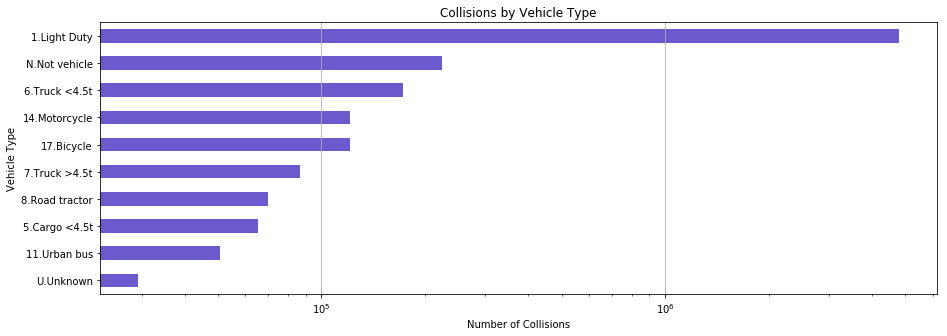 Collisions by Vehicle Type
Vehicle Type
1.Light Duty
N.Not vehicle
6.Truck <4.5t
14.Motorcycle
17.Bicycle
7.Truck >4.5t
8.Road tractor
5.Cargo <4.5t
11.Urban bus
U.Unknown
10⁵ 10⁶
Number of Collisions